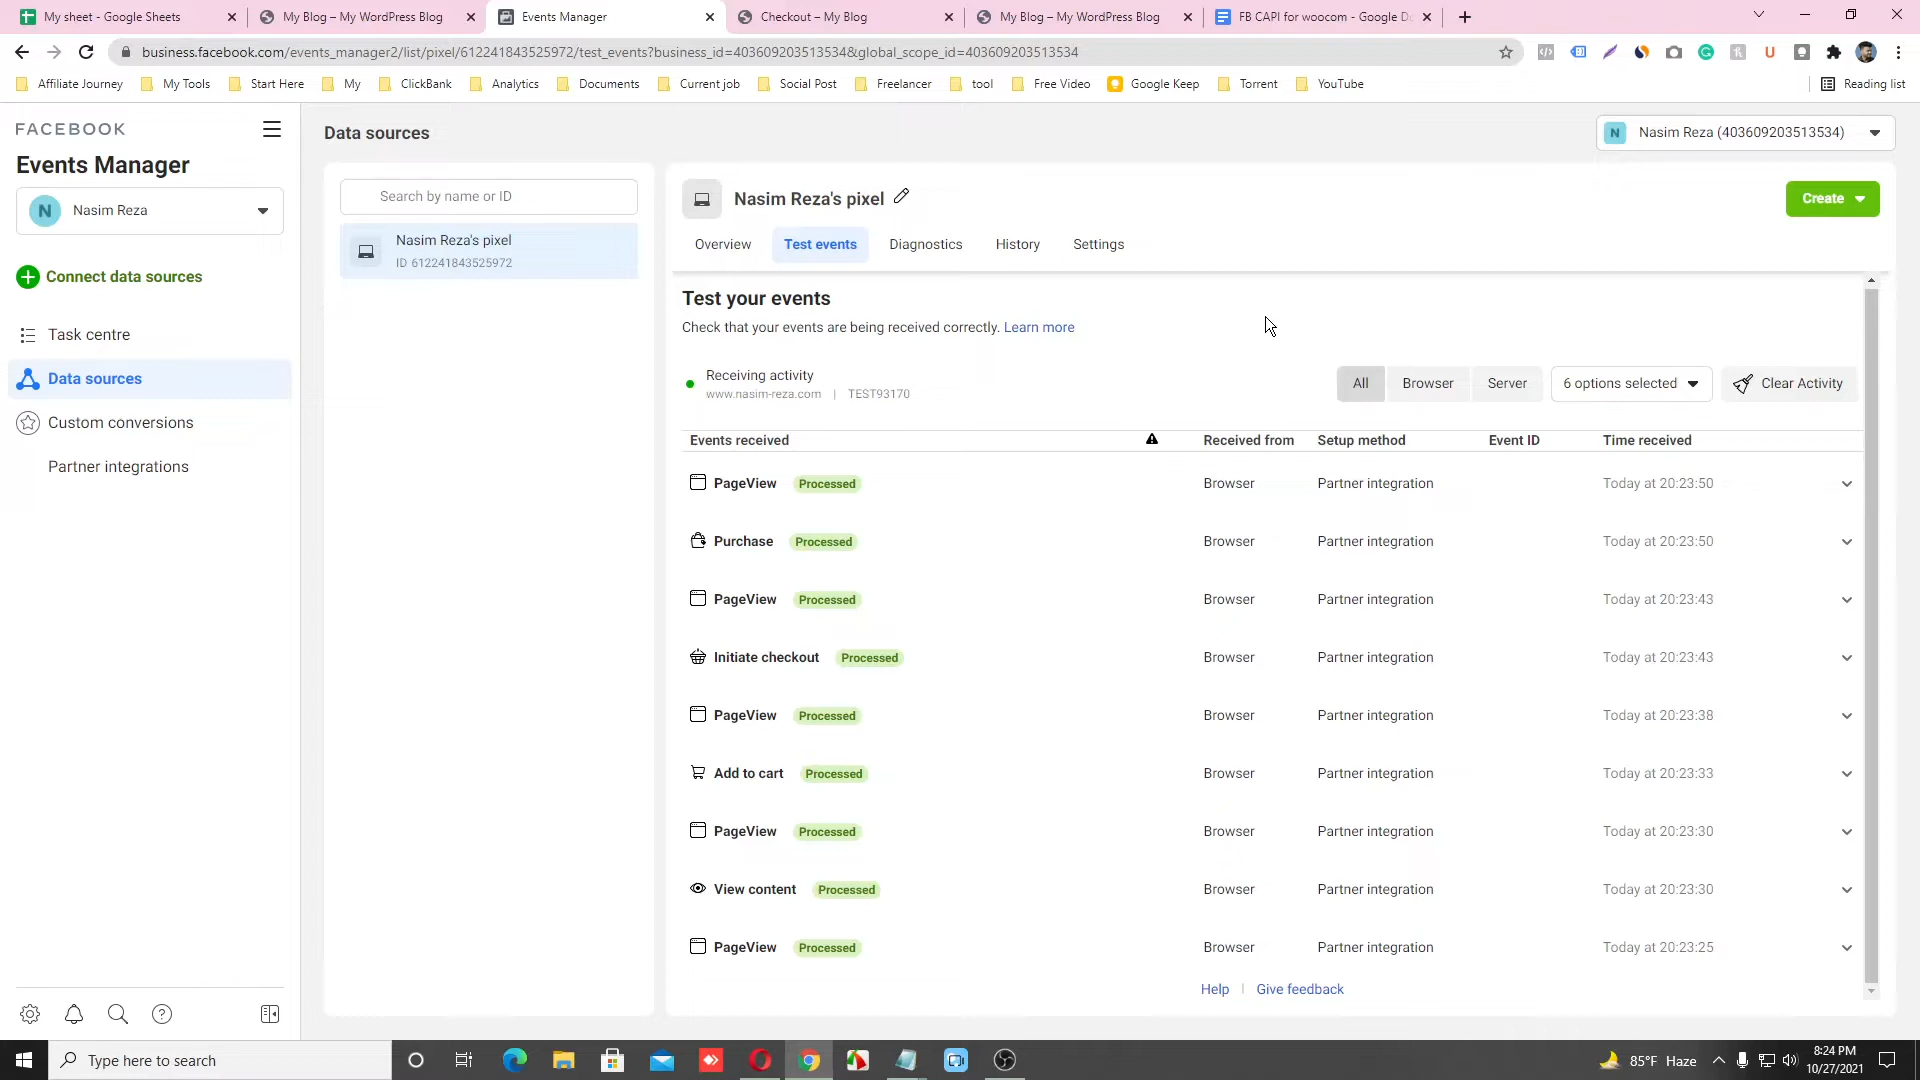 My sheet - Google Sheets
My Blog – My WordPress Blog
Events Manager
Checkout – My Blog
My Blog – My WordPress Blog
FB CAPI for woocom - Google D
business.facebook.com/events_manager2/list/pixel/612241843525972/test_events?business_id=403609203513534&global_scope_id=403609203513534
Affiliate Journey
My Tools
Start Here
My
ClickBank
Analytics
Documents
Current job
Social Post
Freelancer
tool
Free Video
Google Keep
Torrent
YouTube
Reading list
FACEBOOK
Events Manager
N
Nasim Reza
Connect data sources
Task centre
Data sources
Custom conversions
Partner integrations
Data sources
N
Nasim Reza (403609203513534)
Search by name or ID
Nasim Reza's pixel
ID 612241843525972
Nasim Reza's pixel
Create
Overview
Test events
Diagnostics
History
Settings
Test your events
Check that your events are being received correctly. Learn more
Receiving activity
www.nasim-reza.com | TEST93170
All
Browser
Server
6 options selected
Clear Activity
Events received Received from Setup method Event ID Time received
PageView Processed Browser Partner integration Today at 20:23:50
Purchase Processed Browser Partner integration Today at 20:23:50
PageView Processed Browser Partner integration Today at 20:23:43
Initiate checkout Processed Browser Partner integration Today at 20:23:43
PageView Processed Browser Partner integration Today at 20:23:38
Add to cart Processed Browser Partner integration Today at 20:23:33
PageView Processed Browser Partner integration Today at 20:23:30
View content Processed Browser Partner integration Today at 20:23:30
PageView Processed Browser Partner integration Today at 20:23:25
Help | Give feedback
Type here to search
85°F Haze
8:24 PM
10/27/2021